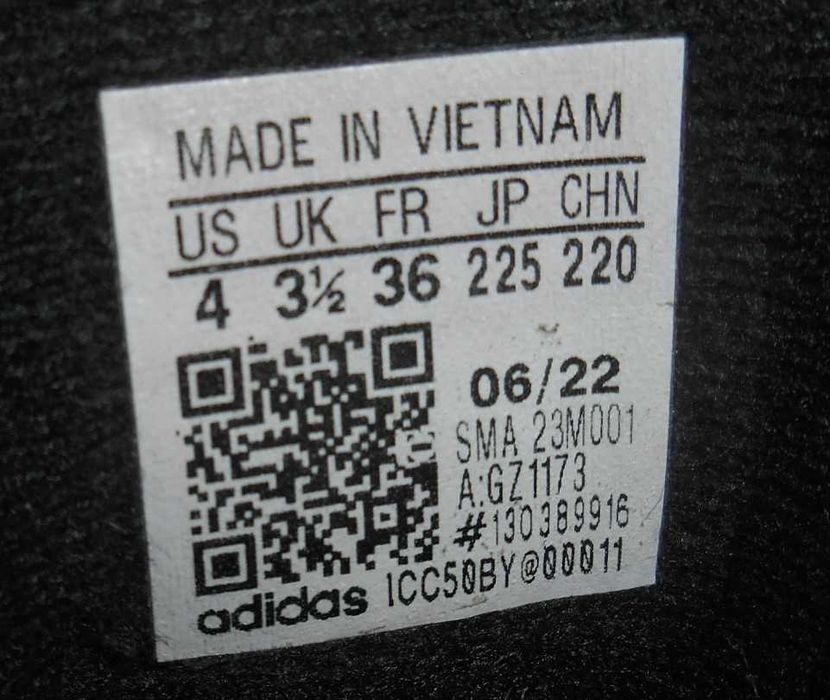 MADE IN VIETNAM
US UK FR JP CHN
4 3½ 36 225 220
06/22
SMA 23M001
A:GZ1173
#130389916
adidas ICC50BY@00011